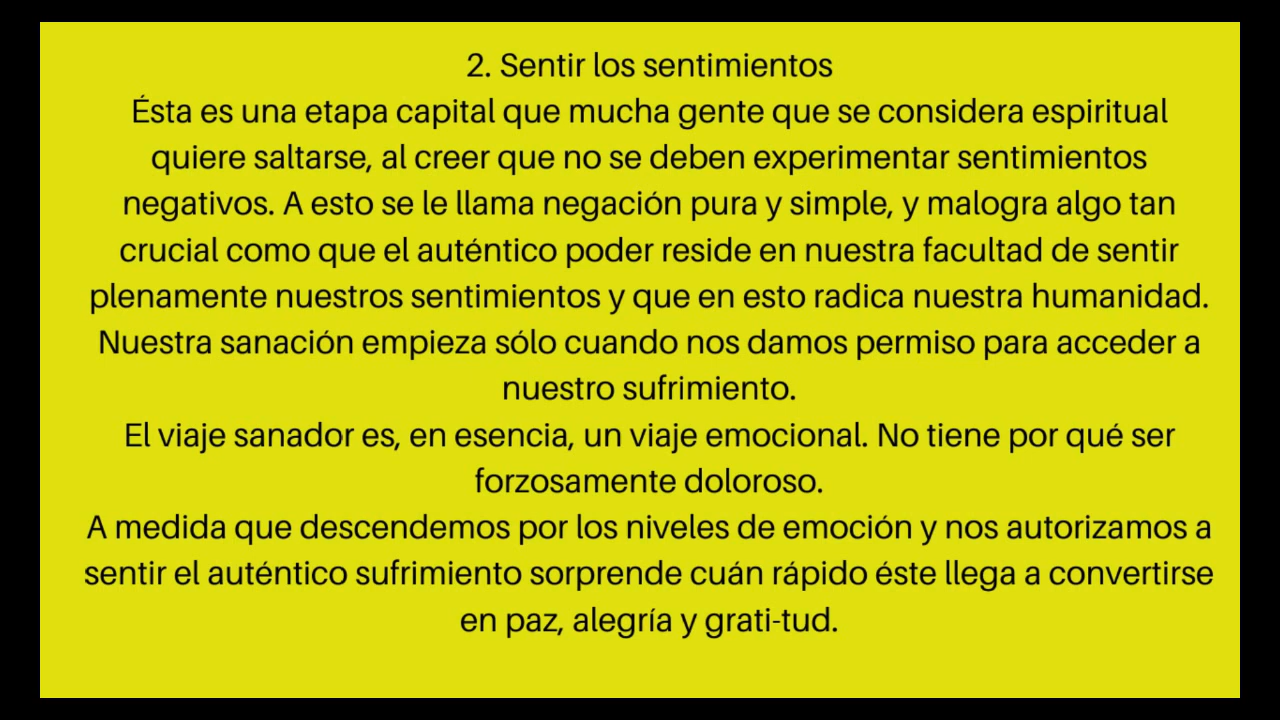 2. Sentir los sentimientos
Ésta es una etapa capital que mucha gente que se considera espiritual
quiere saltarse, al creer que no se deben experimentar sentimientos
negativos. A esto se le llama negación pura y simple, y malogra algo tan
crucial como que el auténtico poder reside en nuestra facultad de sentir
plenamente nuestros sentimientos y que en esto radica nuestra humanidad.
Nuestra sanación empieza sólo cuando nos damos permiso para acceder a
nuestro sufrimiento.
El viaje sanador es, en esencia, un viaje emocional. No tiene por qué ser
forzosamente doloroso.
A medida que descendemos por los niveles de emoción y nos autorizamos a
sentir el auténtico sufrimiento sorprende cuán rápido éste llega a convertirse
en paz, alegría y grati-tud.